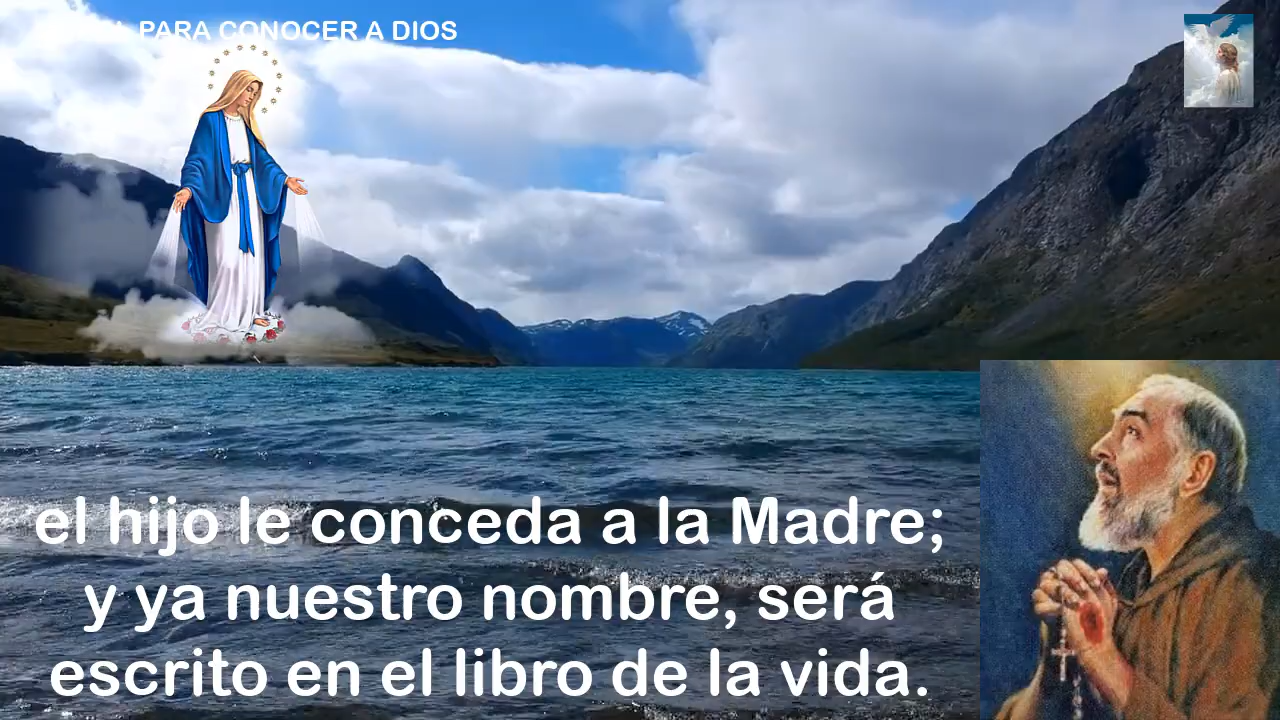 PARA CONOCER A DIOS
el hijo le conceda a la Madre;
y ya nuestro nombre, será
escrito en el libro de la vida.